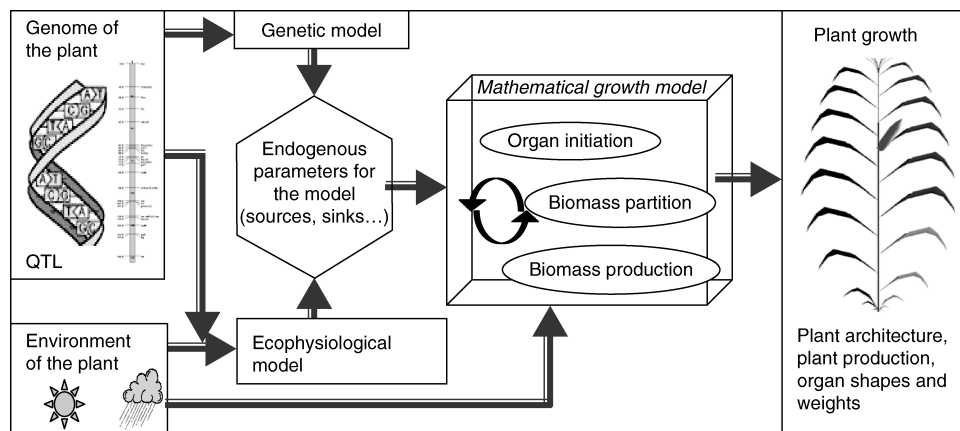 Genome of
the plant
A T
C G
T A
G C
A T
C G
T A
G C
QTL
Environment
of the plant
Genetic model
Endogenous
parameters for
the model
(sources, sinks…)
Ecophysiological
model
Mathematical growth model
Organ initiation
Biomass partition
Biomass production
Plant growth
Plant architecture,
plant production,
organ shapes and
weights